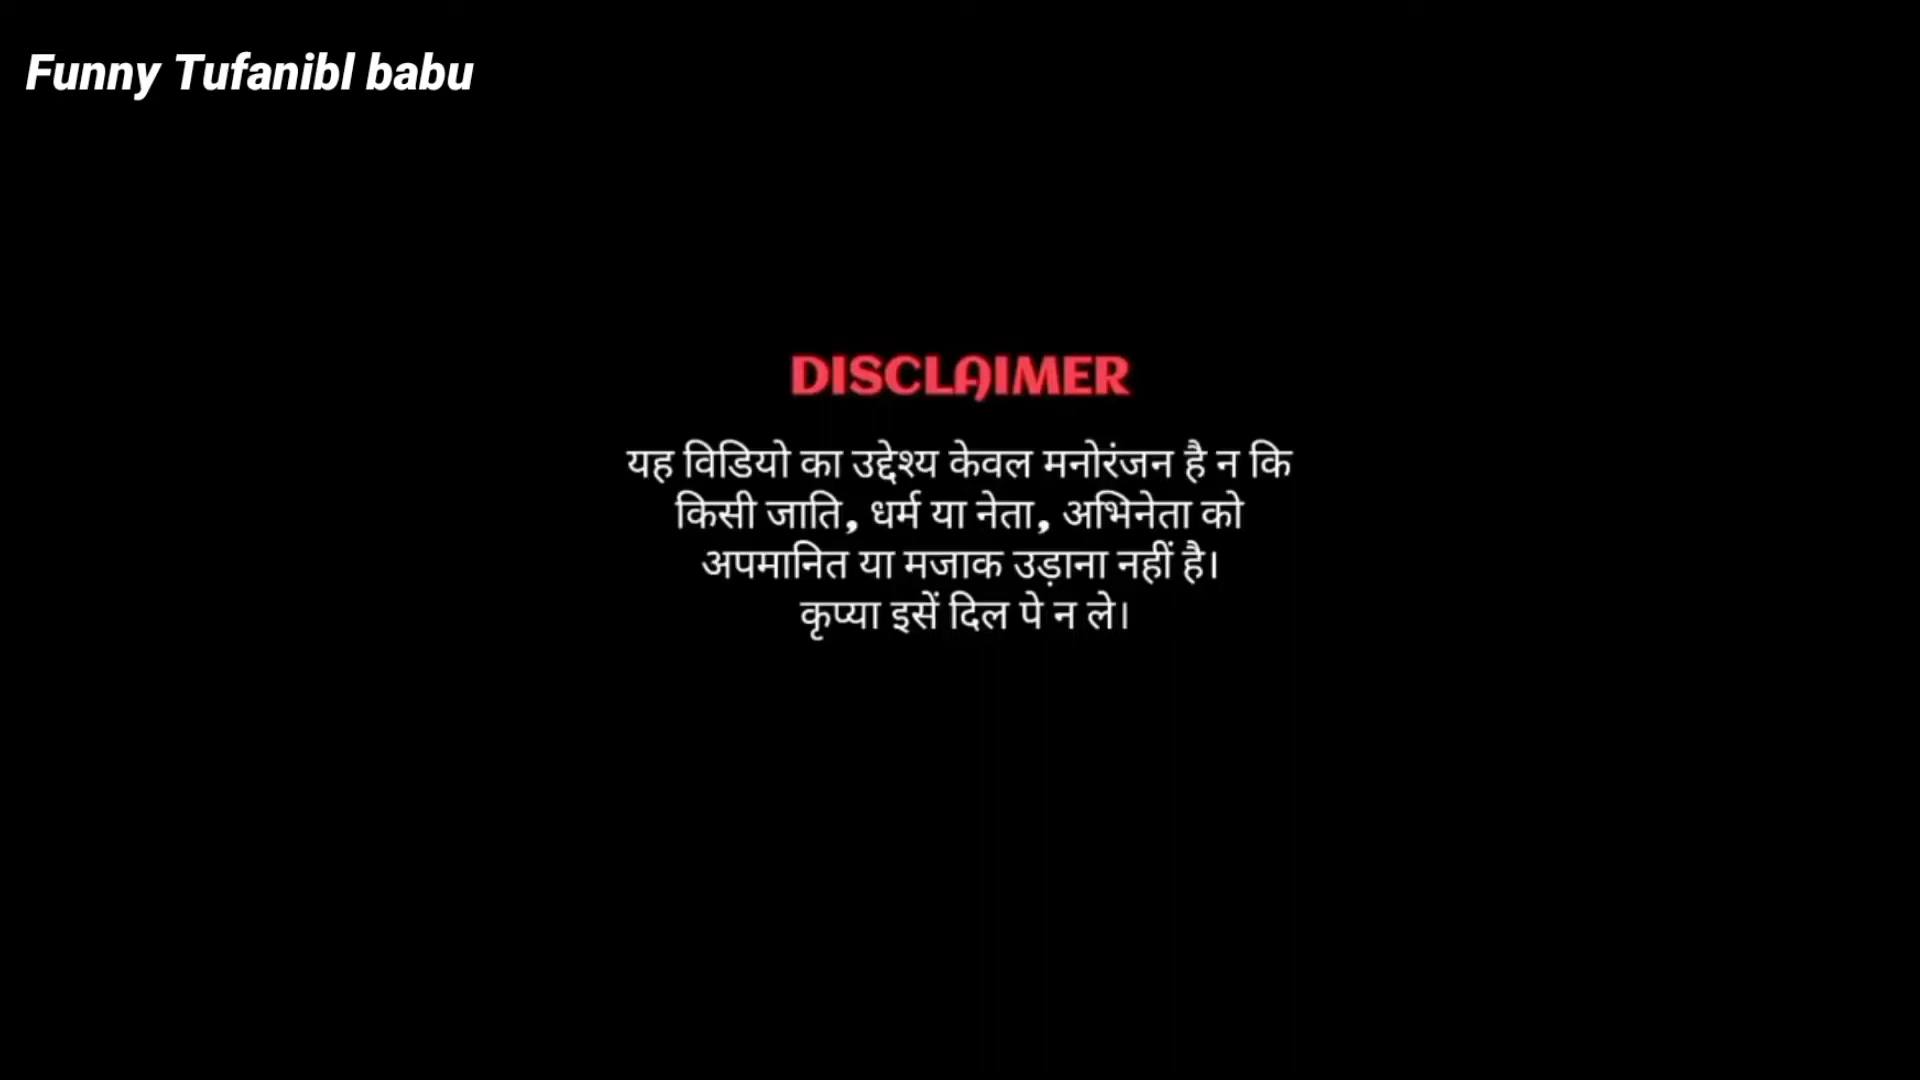 Funny Tufanibl babu
DISCLAIMER
यह विडियो का उद्देश्य केवल मनोरंजन है न कि
किसी जाति, धर्म या नेता, अभिनेता को
अपमानित या मजाक उड़ाना नहीं है।
कृप्या इसें दिल पे न ले।